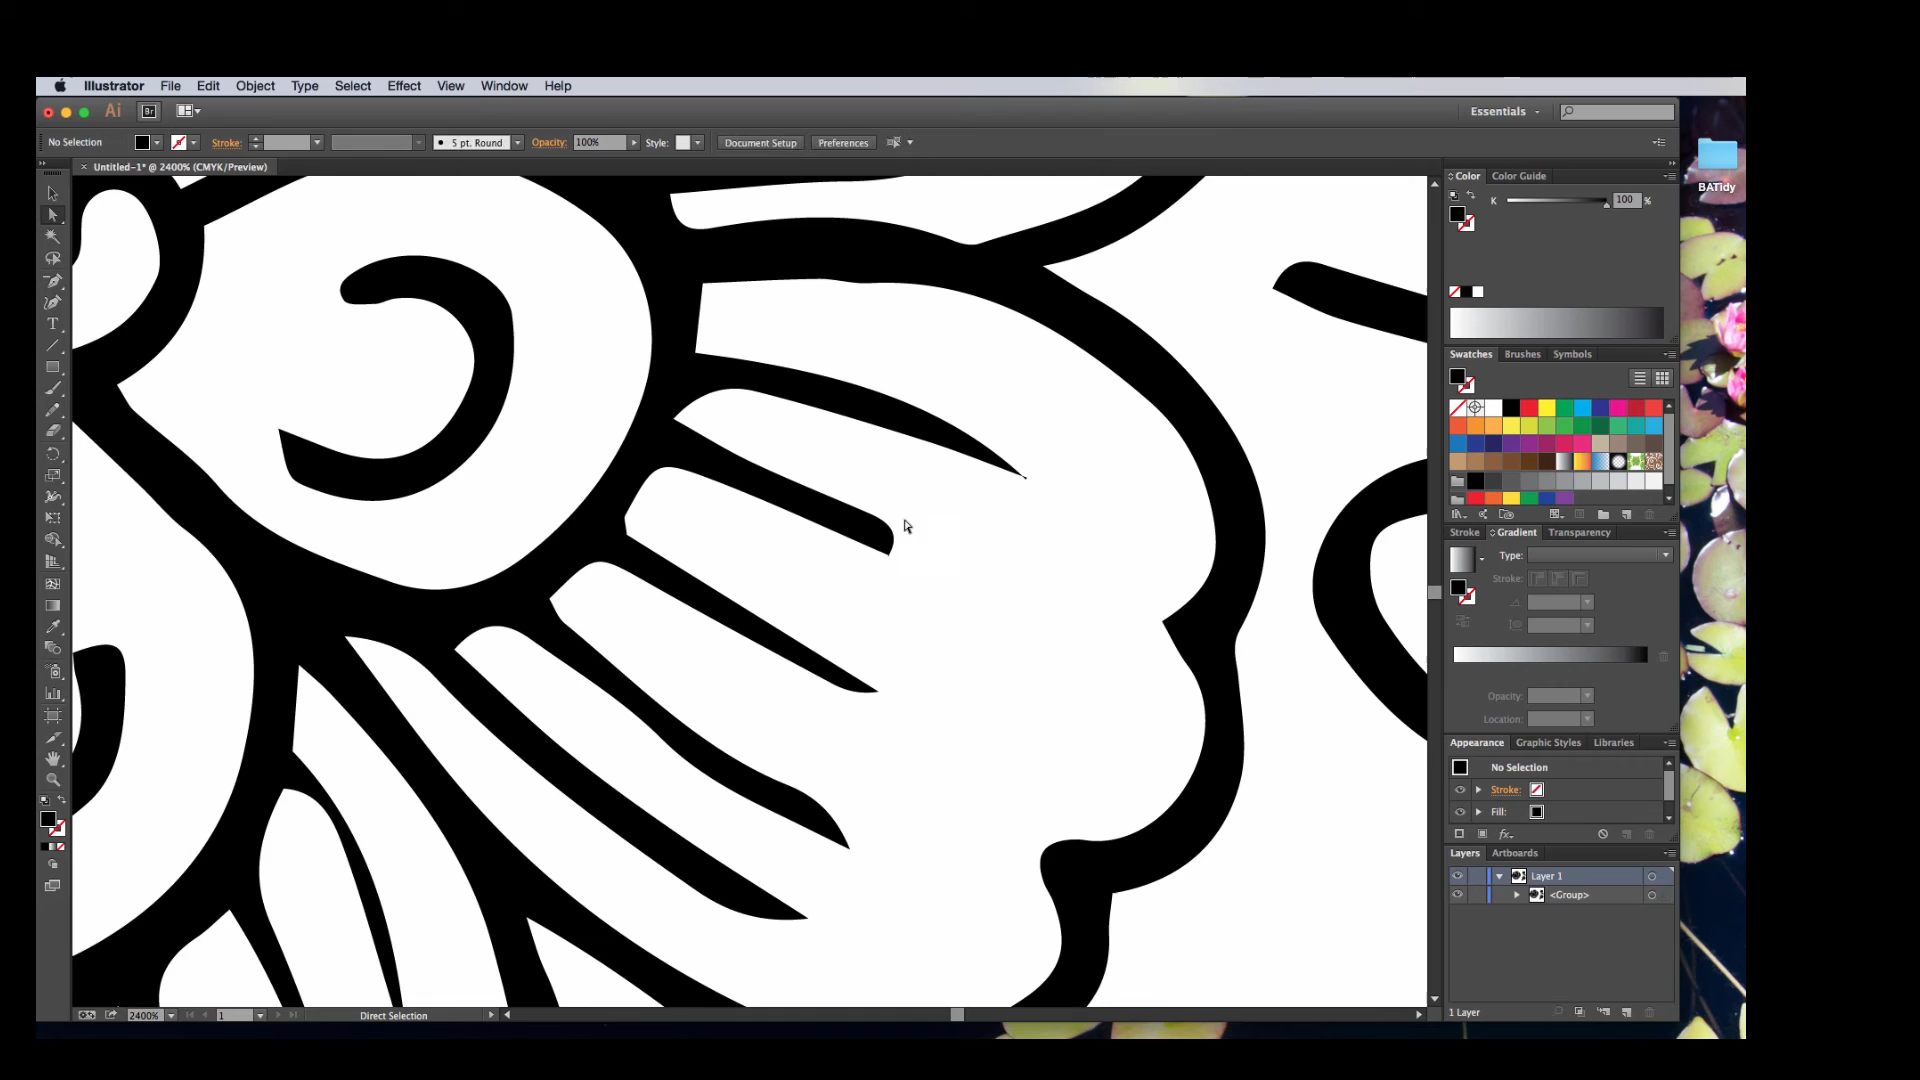 Illustrator File Edit Object Type Select Effect View Window Help
Ai Br Essentials
No Selection Stroke: 5 pt. Round Opacity: 100% Style: Document Setup Preferences
× Untitled-1* @ 2400% (CMYK/Preview)
BATidy
Color Color Guide
K 100 %
T
Swatches Brushes Symbols
Stroke Gradient Transparency
Type:
Stroke:
Opacity:
Location:
Appearance Graphic Styles Libraries
No Selection
Stroke:
Fill:
fx
Layers Artboards
Layer 1
<Group>
2400% 1 Direct Selection
1 Layer